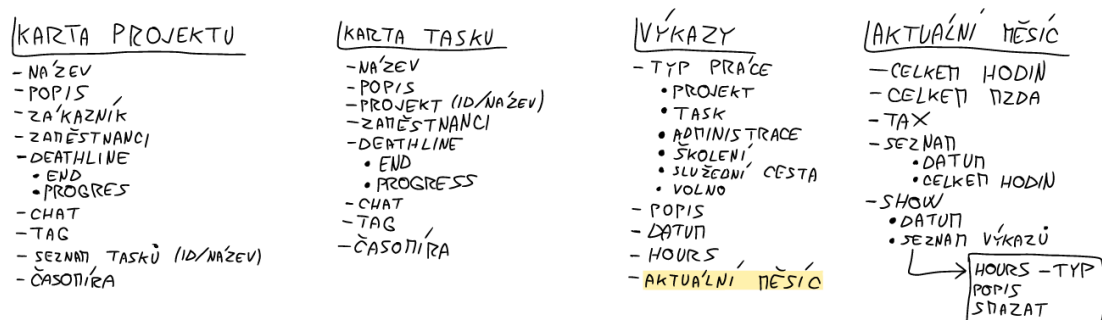 KARTA PROJEKTU
- NÁZEV
- POPIS
- ZÁKAZNÍK
- ZAMĚSTNANCI
- DEATHLINE
• END
• PROGRES
- CHAT
- TAG
- SEZNAM TASKŮ (ID/NÁZEV)
- ČASOMÍRA
KARTA TASKU
- NÁZEV
- POPIS
- PROJEKT (ID/NÁZEV)
- ZAMĚSTNANCI
- DEATHLINE
• END
• PROGRESS
- CHAT
- TAG
- ČASOMÍRA
VÝKAZY
- TYP PRÁCE
• PROJEKT
• TASK
• ADMINISTRACE
• ŠKOLENÍ
• SLUŽEBNÍ CESTA
• VOLNO
- POPIS
- DATUM
- HOURS
- AKTUÁLNÍ MĚSÍC
AKTUÁLNÍ MĚSÍC
- CELKEM HODIN
- CELKEM MZDA
- TAX
- SEZNAM
• DATUM
• CELKEM HODIN
- SHOW
• DATUM
• SEZNAM VÝKAZŮ
HOURS - TYP
POPIS
SMAZAT